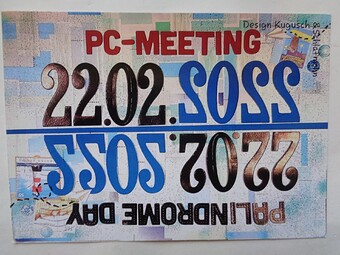 Design Kugusch &
PC-MEETING
22.02.2022
22.02.2022
PALINDROME DAY